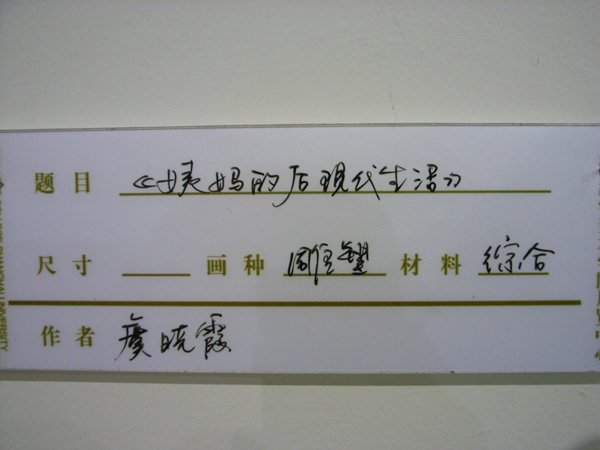 题目 《姨妈的后现代生活》
尺寸 画种 雕塑 材料 综合
作者 虞晓霞